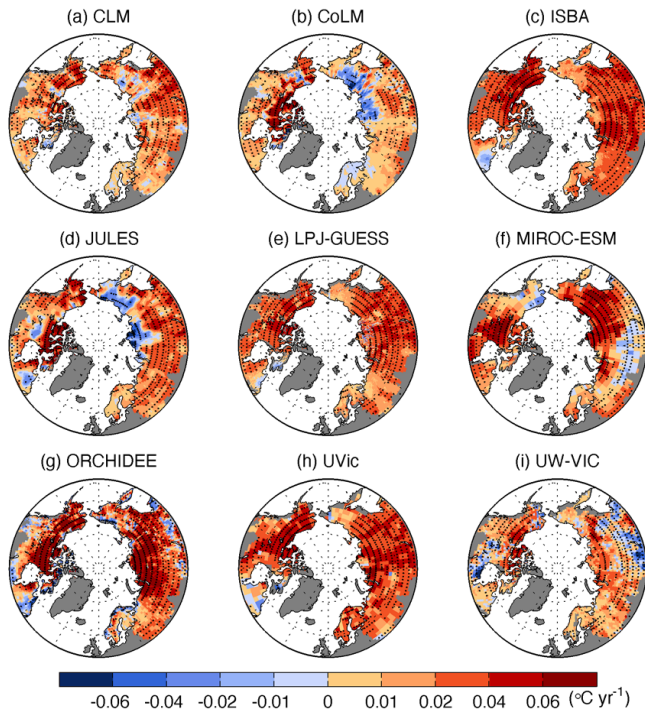 (a) CLM (b) CoLM (c) ISBA
(d) JULES (e) LPJ-GUESS (f) MIROC-ESM
(g) ORCHIDEE (h) UVic (i) UW-VIC
-0.06 -0.04 -0.02 -0.01 0 0.01 0.02 0.04 0.06 (°C yr⁻¹)